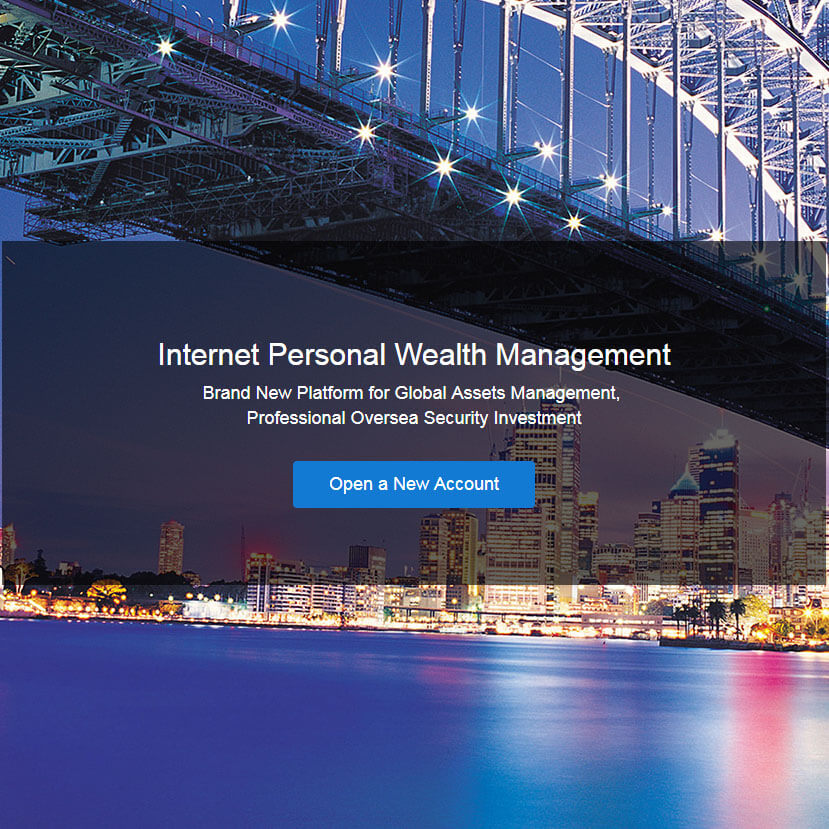 Internet Personal Wealth Management
Brand New Platform for Global Assets Management,
Professional Oversea Security Investment
Open a New Account